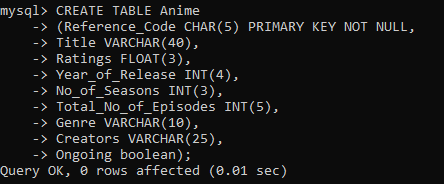 mysql> CREATE TABLE Anime
    -> (Reference_Code CHAR(5) PRIMARY KEY NOT NULL,
    -> Title VARCHAR(40),
    -> Ratings FLOAT(3),
    -> Year_of_Release INT(4),
    -> No_of_Seasons INT(3),
    -> Total_No_of_Episodes INT(5),
    -> Genre VARCHAR(10),
    -> Creators VARCHAR(25),
    -> Ongoing boolean);
Query OK, 0 rows affected (0.01 sec)